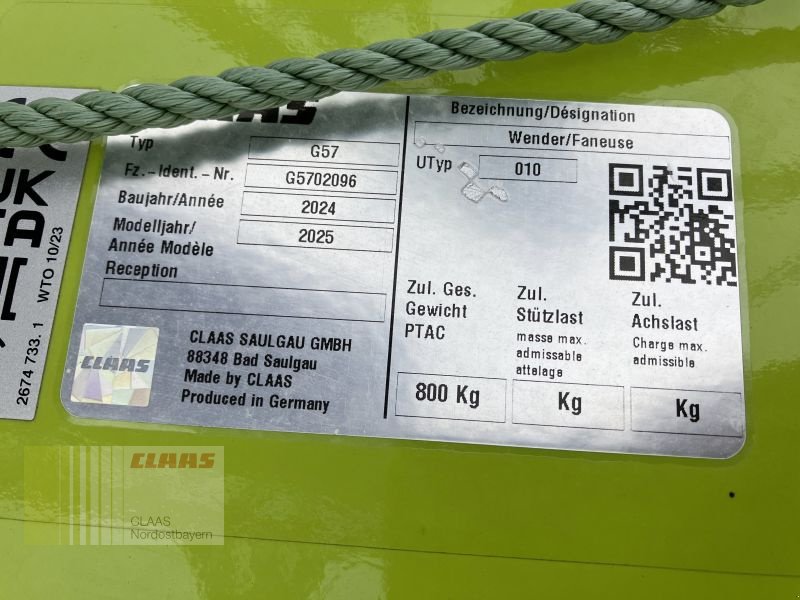 CLAAS
Typ G57
Fz.-Ident.-Nr. G5702096
Baujahr/Année 2024
Modelljahr/
Année Modèle 2025
Reception
CLAAS
CLAAS SAULGAU GMBH
88348 Bad Saulgau
Made by CLAAS
Produced in Germany
Bezeichnung/Désignation
Wender/Faneuse
UTyp 010
Zul. Ges.
Gewicht
PTAC
800 Kg
Zul.
Stützlast
masse max.
admissable
attelage
Kg
Zul.
Achslast
Charge max.
admissible
Kg
2674 733. 1 WTO 10/23
CLAAS
CLAAS
Nordostbayern